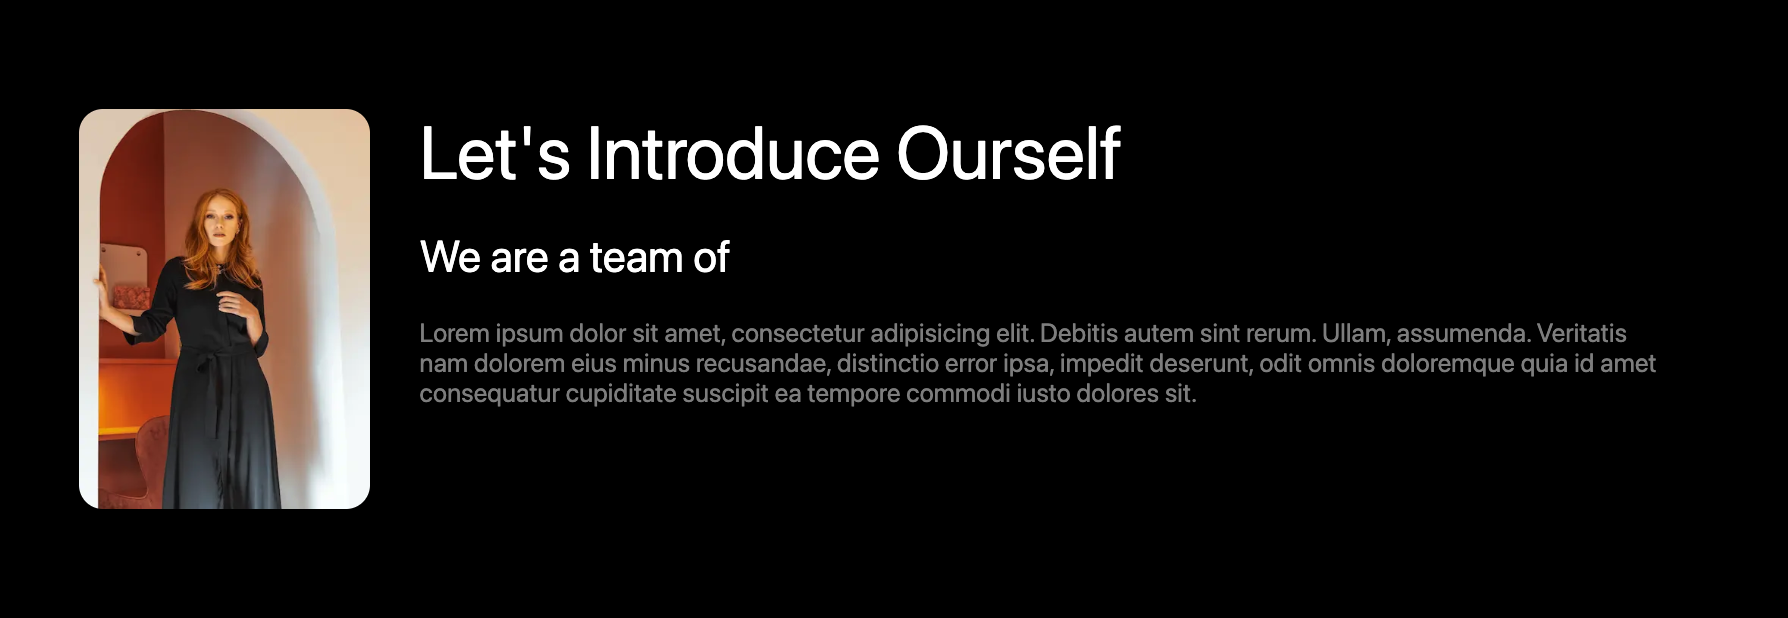 Let's Introduce Ourself
We are a team of
Lorem ipsum dolor sit amet, consectetur adipisicing elit. Debitis autem sint rerum. Ullam, assumenda. Veritatis
nam dolorem eius minus recusandae, distinctio error ipsa, impedit deserunt, odit omnis doloremque quia id amet
consequatur cupiditate suscipit ea tempore commodi iusto dolores sit.